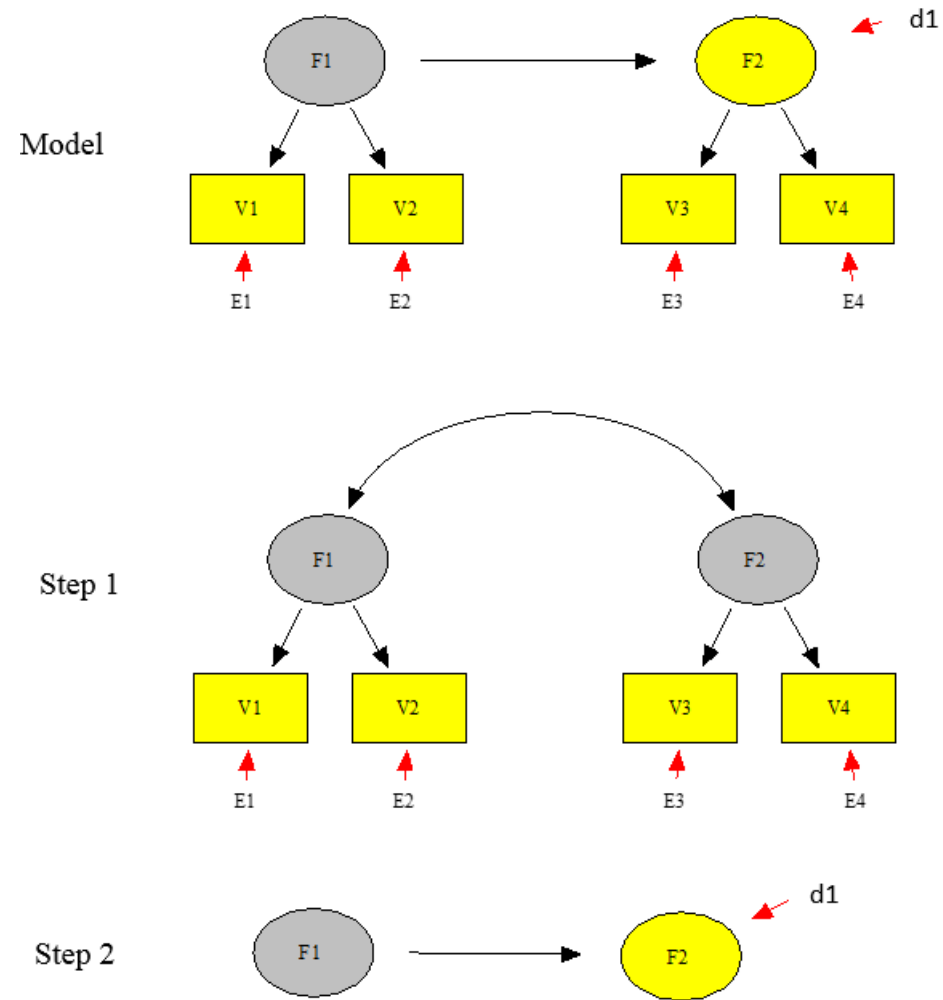 d1
F1 F2
Model
V1 V2 V3 V4
E1 E2 E3 E4
F1 F2
Step 1
V1 V2 V3 V4
E1 E2 E3 E4
d1
Step 2 F1 F2